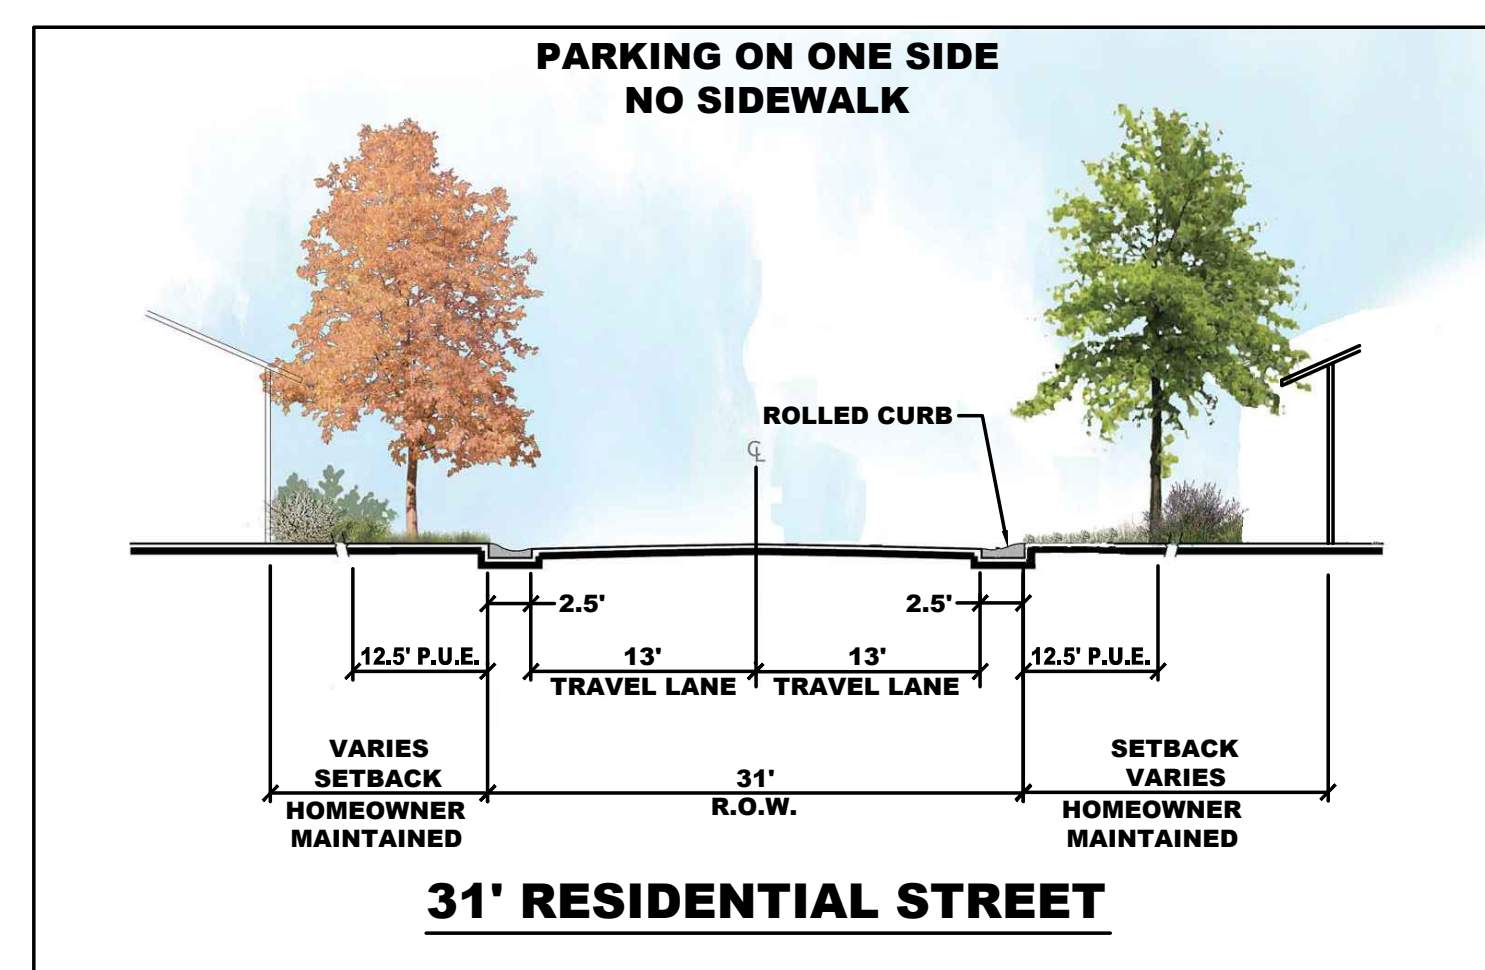 PARKING ON ONE SIDE
NO SIDEWALK
ROLLED CURB
℄
2.5'
2.5'
12.5' P.U.E.
13'
TRAVEL LANE
13'
TRAVEL LANE
12.5' P.U.E.
VARIES
SETBACK
HOMEOWNER
MAINTAINED
31'
R.O.W.
SETBACK
VARIES
HOMEOWNER
MAINTAINED
31' RESIDENTIAL STREET